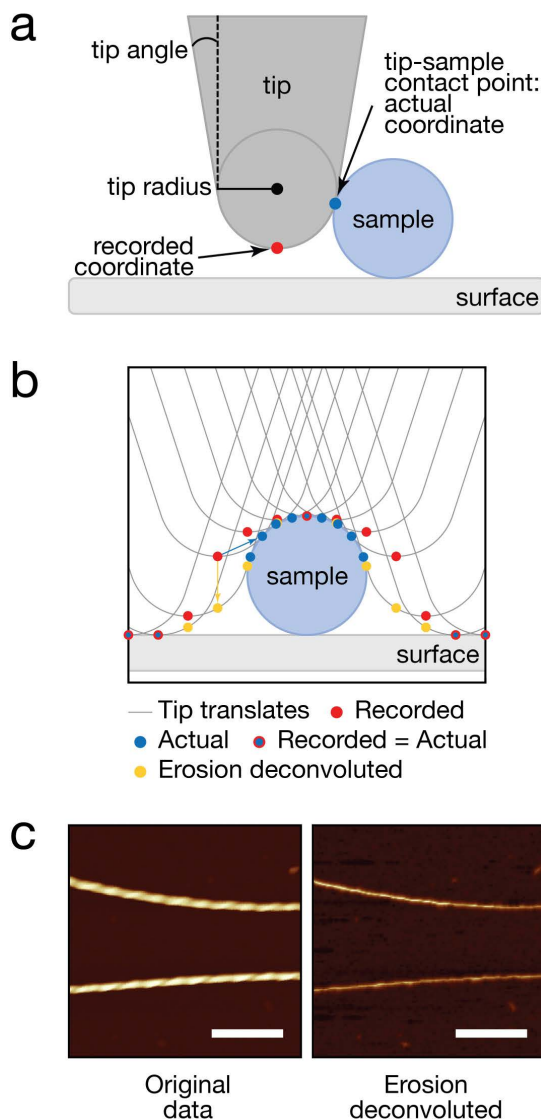 a
tip angle
tip
tip-sample
contact point:
actual
coordinate
tip radius
sample
recorded
coordinate
surface
b
sample
surface
Tip translates
Recorded
Actual
Recorded = Actual
Erosion deconvoluted
c
Original
data
Erosion
deconvoluted